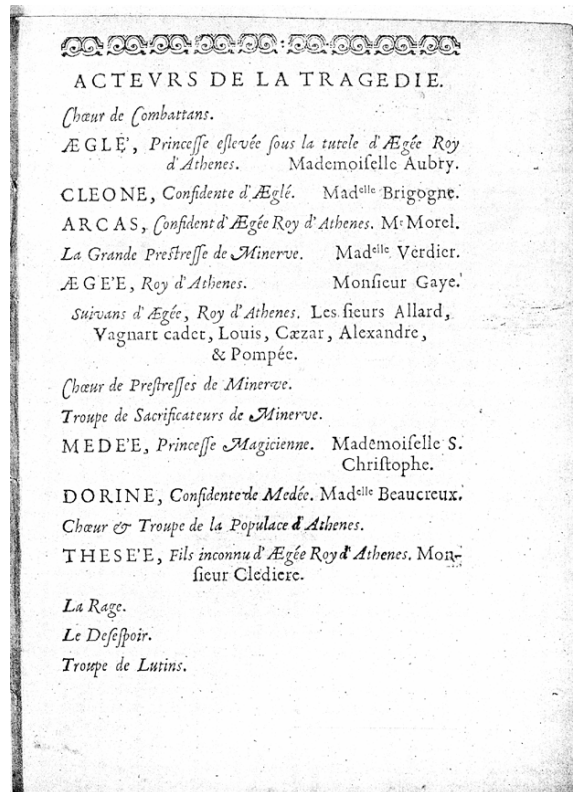 ACTEVRS DE LA TRAGEDIE.
Chœur de Combattans.
ÆGLE', Princesse eslevée sous la tutele d'Ægée Roy
d'Athenes. Mademoiselle Aubry.
CLEONE, Confidente d'Æglé. Madelle Brigogne.
ARCAS, Confident d'Ægée Roy d'Athenes. Mr Morel.
La Grande Prestresse de Minerve. Madelle Verdier.
ÆGE'E, Roy d'Athenes. Monsieur Gaye.
Suivans d'Ægée, Roy d'Athenes. Les sieurs Allard,
Vagnart cadet, Louis, Cæzar, Alexandre,
& Pompée.
Chœur de Prestresses de Minerve.
Troupe de Sacrificateurs de Minerve.
MEDE'E, Princesse Magicienne. Mademoiselle S.
Christophe.
DORINE, Confidente de Medée. Madelle Beaucreux.
Chœur & Troupe de la Populace d'Athenes.
THESE'E, Fils inconnu d'Ægée Roy d'Athenes. Mon-
sieur Clediere.
La Rage.
Le Desespoir.
Troupe de Lutins.